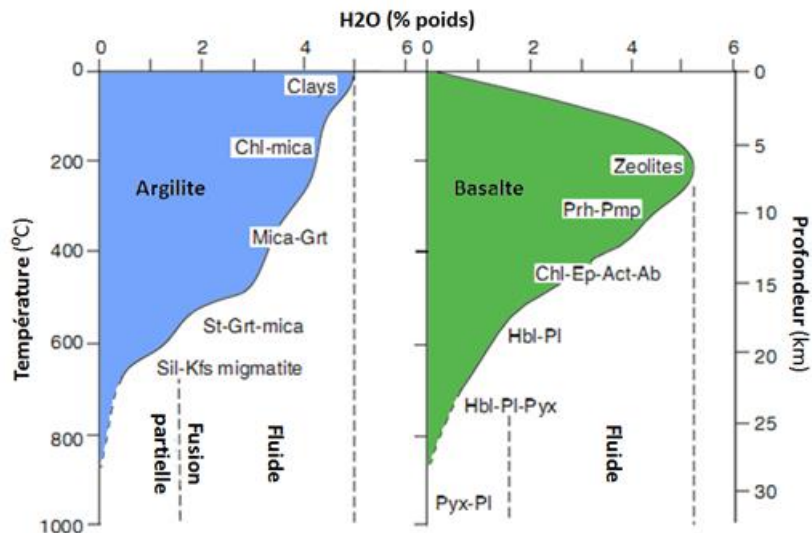 H2O (% poids)
0 2 4 6 0 2 4 6
0 200 400 600 800 1000
Tempérture (°C)
Clays
Chl-mica
Argilite
Mica-Grt
St-Grt-mica
Sil-Kfs migmatite
Fusion
partielle
Fluide
Zeolites
Basalte
Prh-Pmp
Chl-Ep-Act-Ab
Hbl-Pl
Hbl-Pl-Pyx
Fluide
Pyx-Pl
0 5 10 15 20 25 30
Profondeur (km)